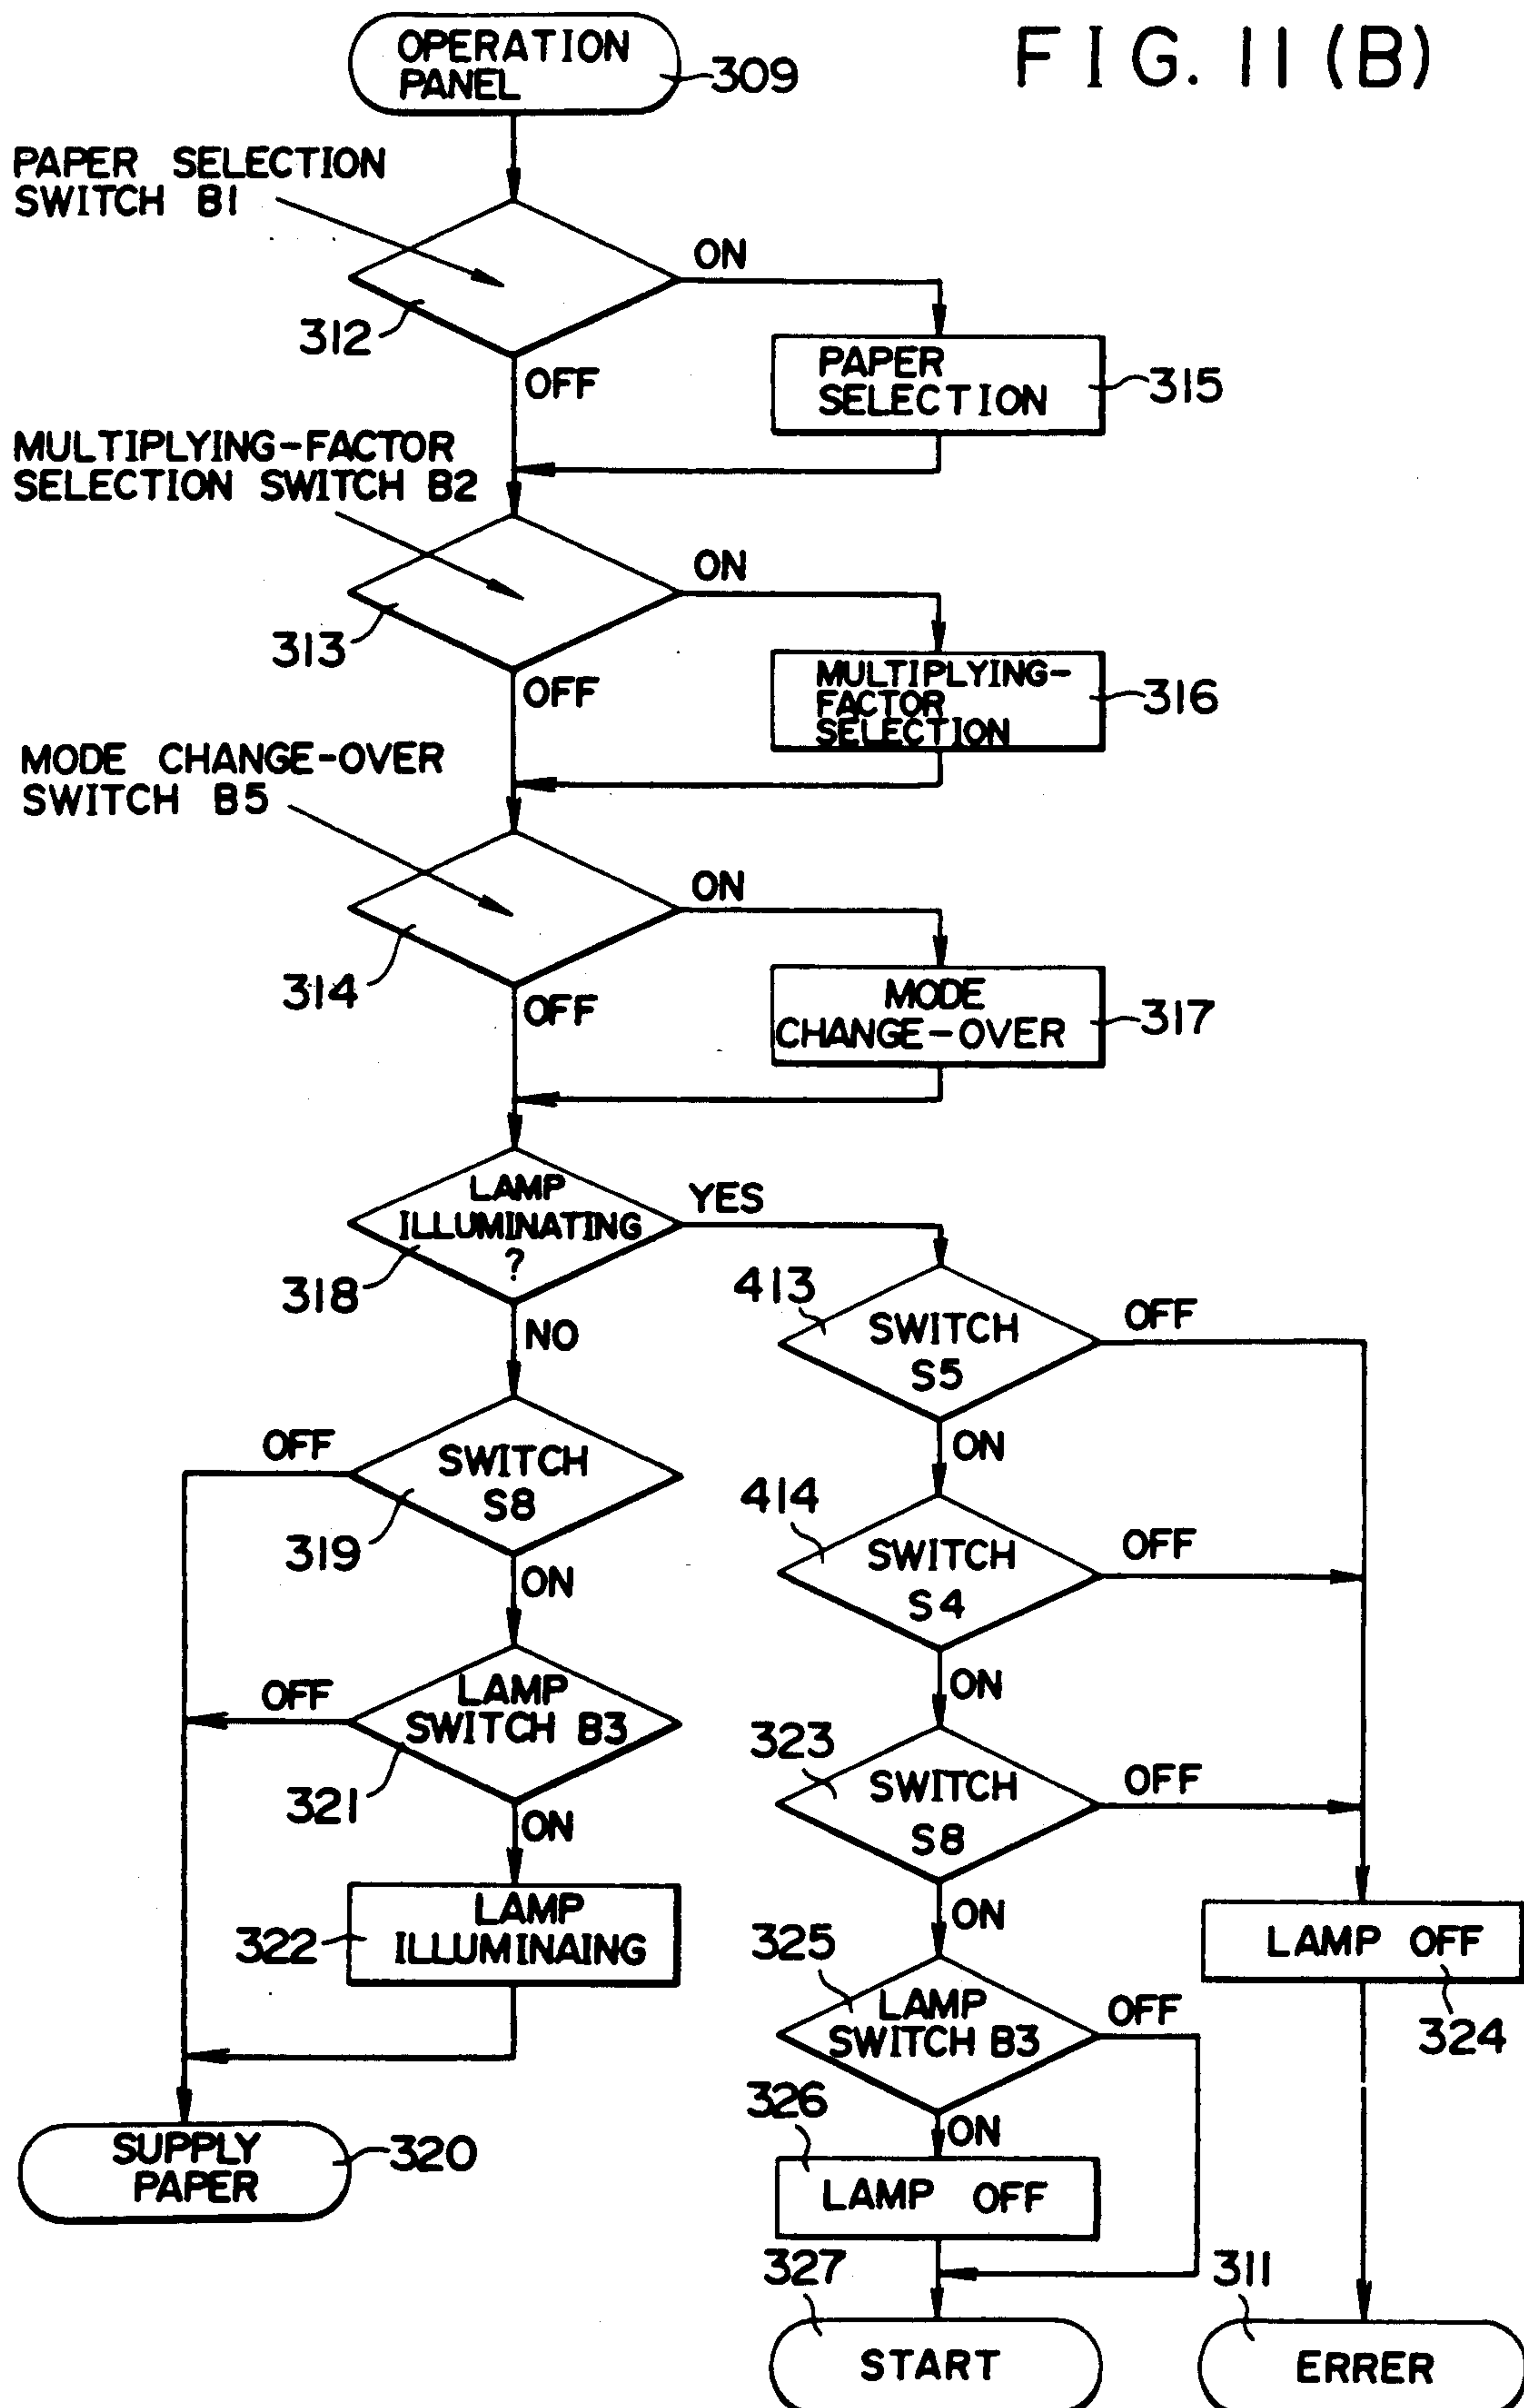 FIG. 11 (B)
OPERATION
PANEL
309
PAPER SELECTION
SWITCH B1
ON
312
OFF
PAPER
SELECTION
315
MULTIPLYING-FACTOR
SELECTION SWITCH B2
ON
313
OFF
MULTIPLYING-
FACTOR
SELECTION
316
MODE CHANGE-OVER
SWITCH B5
ON
314
OFF
MODE
CHANGE-OVER
317
LAMP
ILLUMINATING
?
YES
318
NO
413
SWITCH
S5
OFF
ON
OFF
SWITCH
S8
319
ON
414
SWITCH
S4
OFF
ON
OFF
LAMP
SWITCH B3
321
ON
323
SWITCH
S8
OFF
ON
322
LAMP
ILLUMINAING
325
LAMP
SWITCH B3
OFF
ON
LAMP OFF
324
326
LAMP OFF
SUPPLY
PAPER
320
327
START
311
ERRER